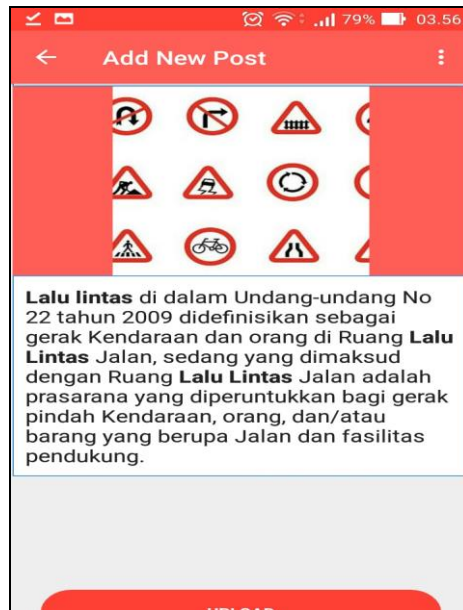 79% 03.56
Add New Post
Lalu lintas di dalam Undang-undang No
22 tahun 2009 didefinisikan sebagai
gerak Kendaraan dan orang di Ruang Lalu
Lintas Jalan, sedang yang dimaksud
dengan Ruang Lalu Lintas Jalan adalah
prasarana yang diperuntukkan bagi gerak
pindah Kendaraan, orang, dan/atau
barang yang berupa Jalan dan fasilitas
pendukung.
UPLOAD